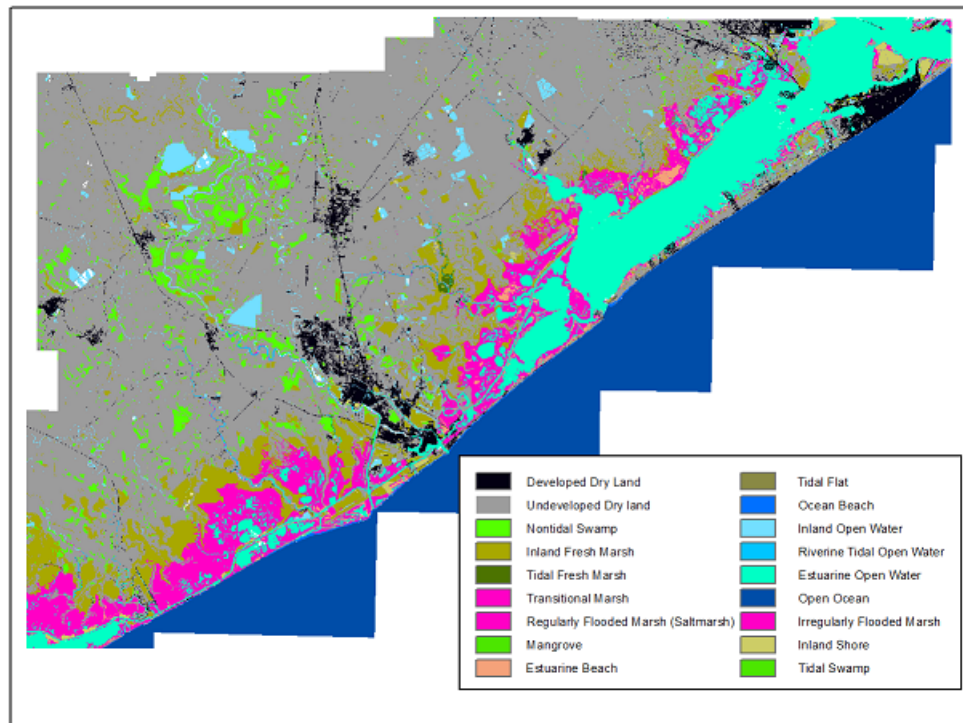 Developed Dry Land
Undeveloped Dry land
Nontidal Swamp
Inland Fresh Marsh
Tidal Fresh Marsh
Transitional Marsh
Regularly Flooded Marsh (Saltmarsh)
Mangrove
Estuarine Beach
Tidal Flat
Ocean Beach
Inland Open Water
Riverine Tidal Open Water
Estuarine Open Water
Open Ocean
Irregularly Flooded Marsh
Inland Shore
Tidal Swamp